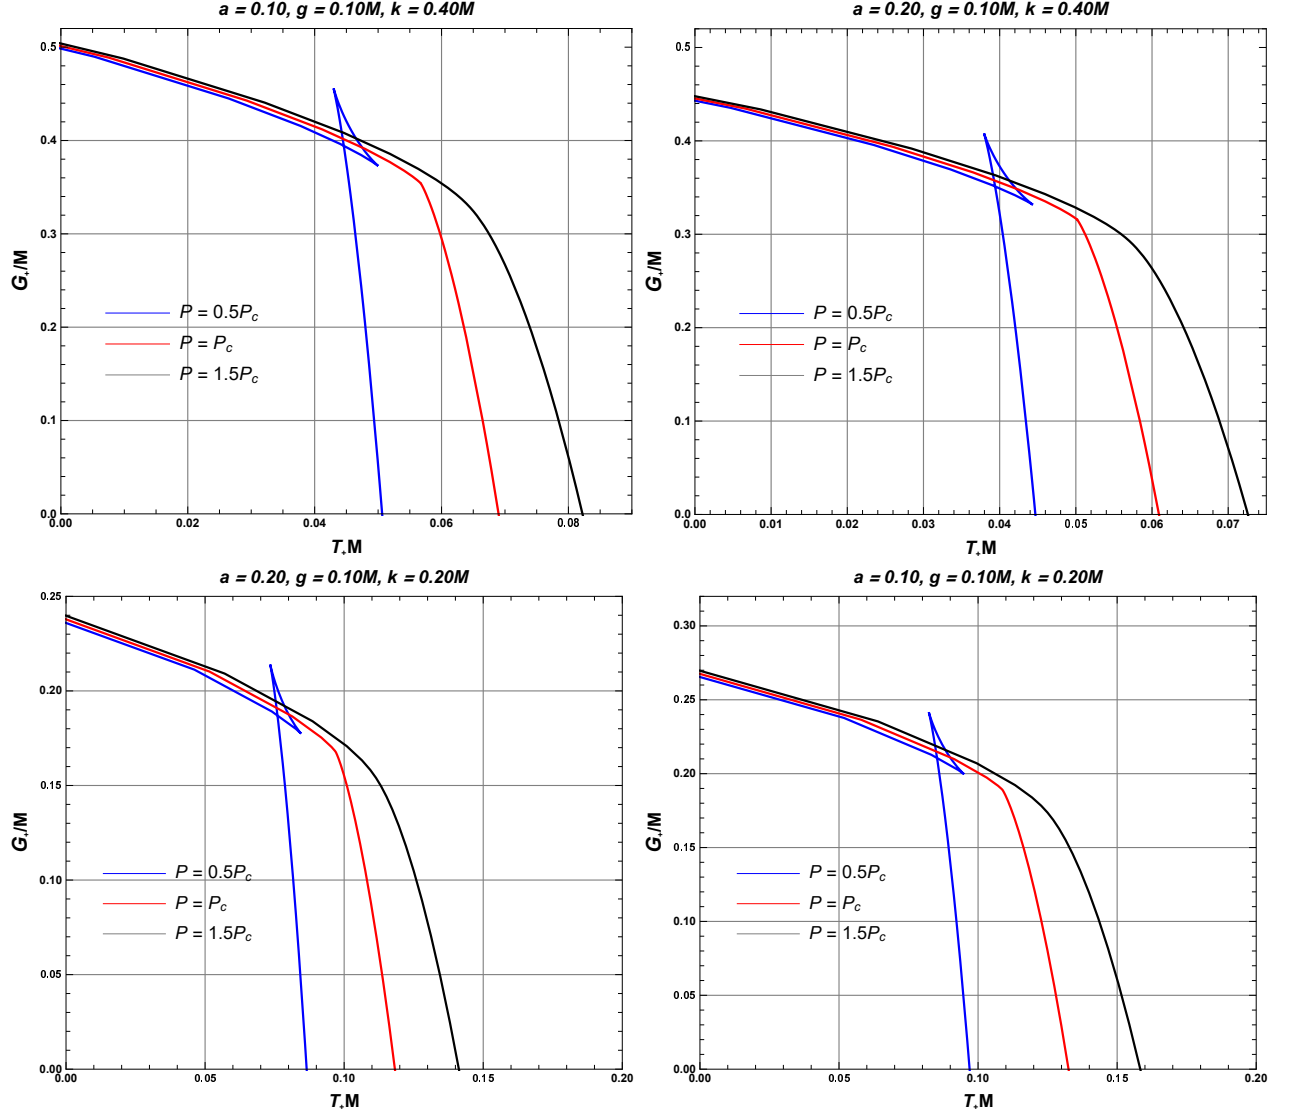 a = 0.10, g = 0.10M, k = 0.40M
0.5
0.4
0.3
0.2
0.1
0.0
G₊/M
P = 0.5Pc
P = Pc
P = 1.5Pc
0.00 0.02 0.04 0.06 0.08
T₊M
a = 0.20, g = 0.10M, k = 0.40M
0.5
0.4
0.3
0.2
0.1
0.0
G₊/M
P = 0.5Pc
P = Pc
P = 1.5Pc
0.00 0.01 0.02 0.03 0.04 0.05 0.06 0.07
T₊M
a = 0.20, g = 0.10M, k = 0.20M
0.25
0.20
0.15
0.10
0.05
0.00
G₊/M
P = 0.5Pc
P = Pc
P = 1.5Pc
0.00 0.05 0.10 0.15 0.20
T₊M
a = 0.10, g = 0.10M, k = 0.20M
0.30
0.25
0.20
0.15
0.10
0.05
0.00
G₊/M
P = 0.5Pc
P = Pc
P = 1.5Pc
0.00 0.05 0.10 0.15 0.20
T₊M